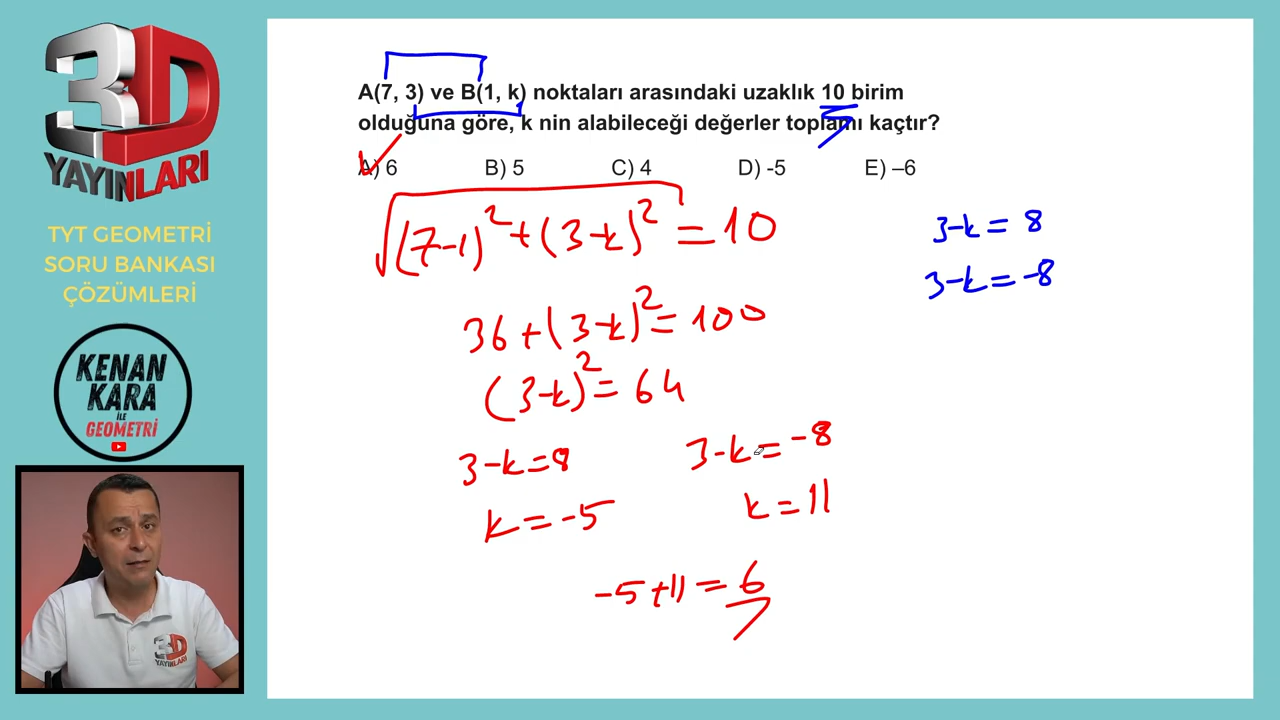 3D
YAYINLARI
TYT GEOMETRİ
SORU BANKASI
ÇÖZÜMLERİ
KENAN
KARA
İLE
GEOMETRİ
3D
YAYINLARI
A(7, 3) ve B(1, k) noktaları arasındaki uzaklık 10 birim
olduğuna göre, k nin alabileceği değerler toplamı kaçtır?
A) 6 B) 5 C) 4 D) -5 E) –6
√(7-1)²+(3-k)² = 10
36+(3-k)²=100
(3-k)²=64
3-k=8 3-k=-8
k=-5 k=11
-5+11=6
3-k=8
3-k=-8